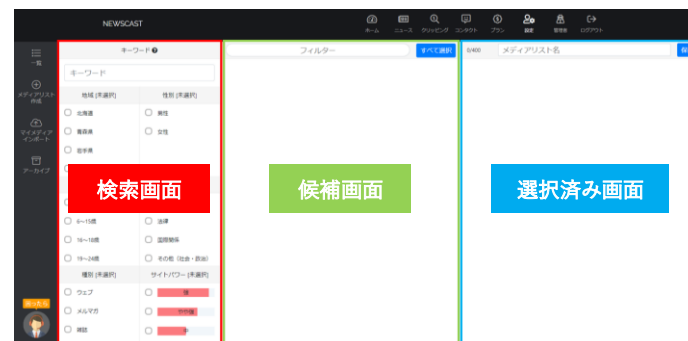 NEWSCAST
ホーム
ニュース
クリッピング
コンタクト
プラン
設定
管理者
ログアウト
一覧
メディアリスト
作成
マイメディア
インポート
アーカイブ
困ったら
キーワード
キーワード
地域 (未選択)
性別 (未選択)
北海道
男性
青森県
女性
岩手県
検索画面
6〜15歳
法律
16〜18歳
国際関係
19〜24歳
その他（社会・政治）
種別 (未選択)
サイトパワー (未選択)
ウェブ
強
メルマガ
やや強
雑誌
中
フィルター
すべて選択
候補画面
0/400
メディアリスト名
選択済み画面